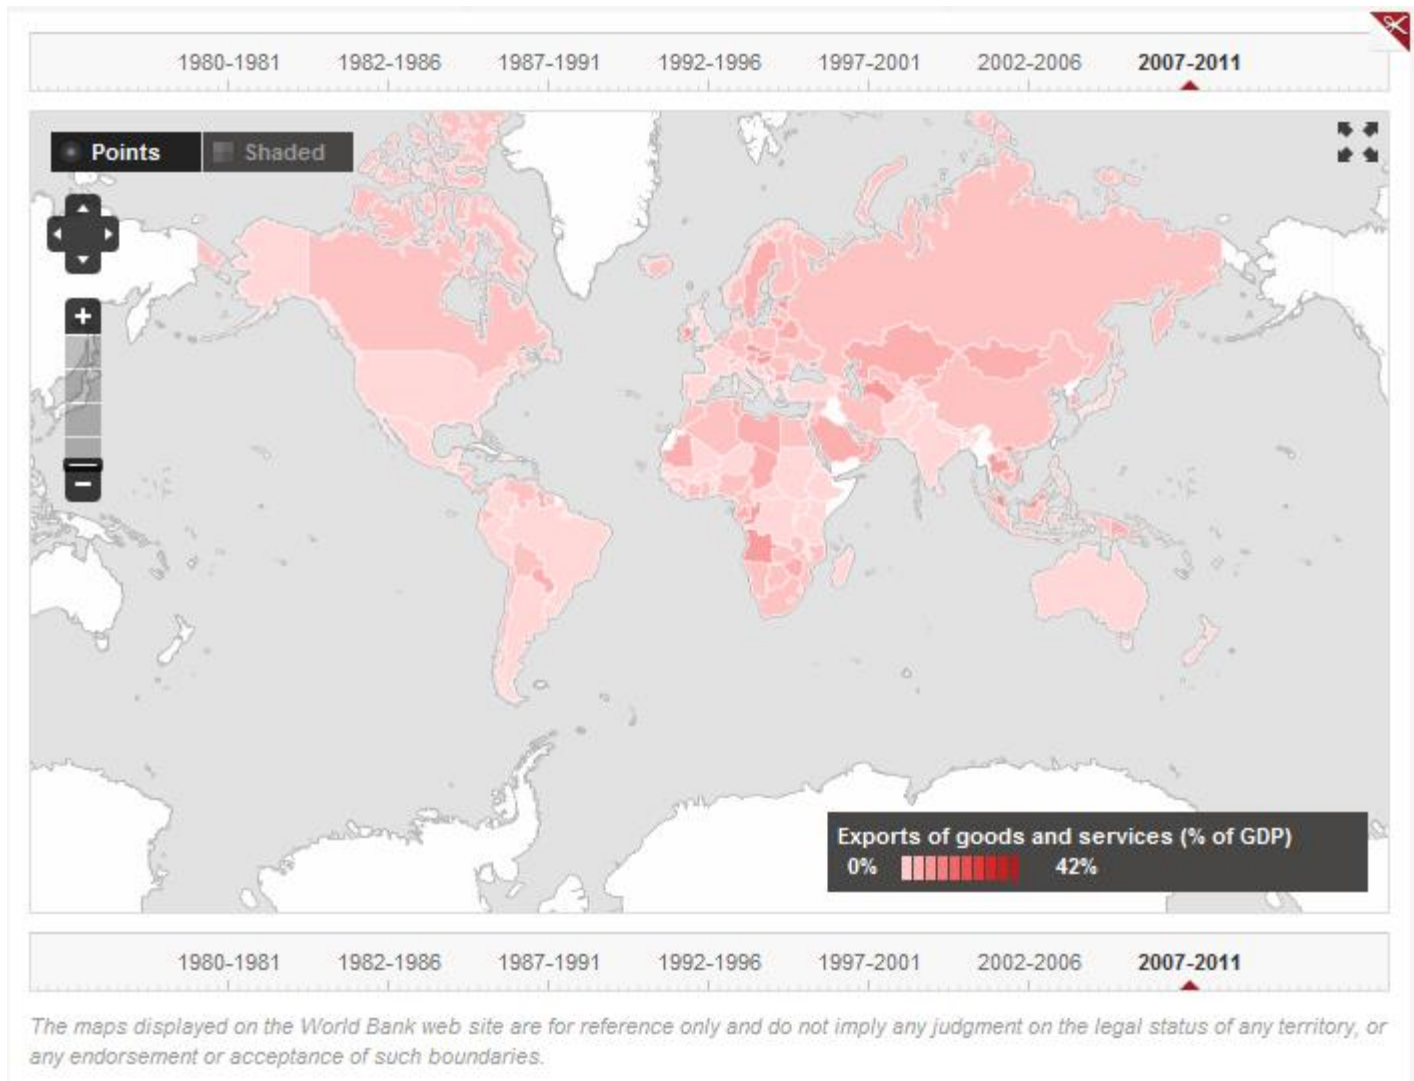 1980-1981 1982-1986 1987-1991 1992-1996 1997-2001 2002-2006 2007-2011
Points Shaded
+
−
Exports of goods and services (% of GDP)
0% 42%
1980-1981 1982-1986 1987-1991 1992-1996 1997-2001 2002-2006 2007-2011
The maps displayed on the World Bank web site are for reference only and do not imply any judgment on the legal status of any territory, or
any endorsement or acceptance of such boundaries.